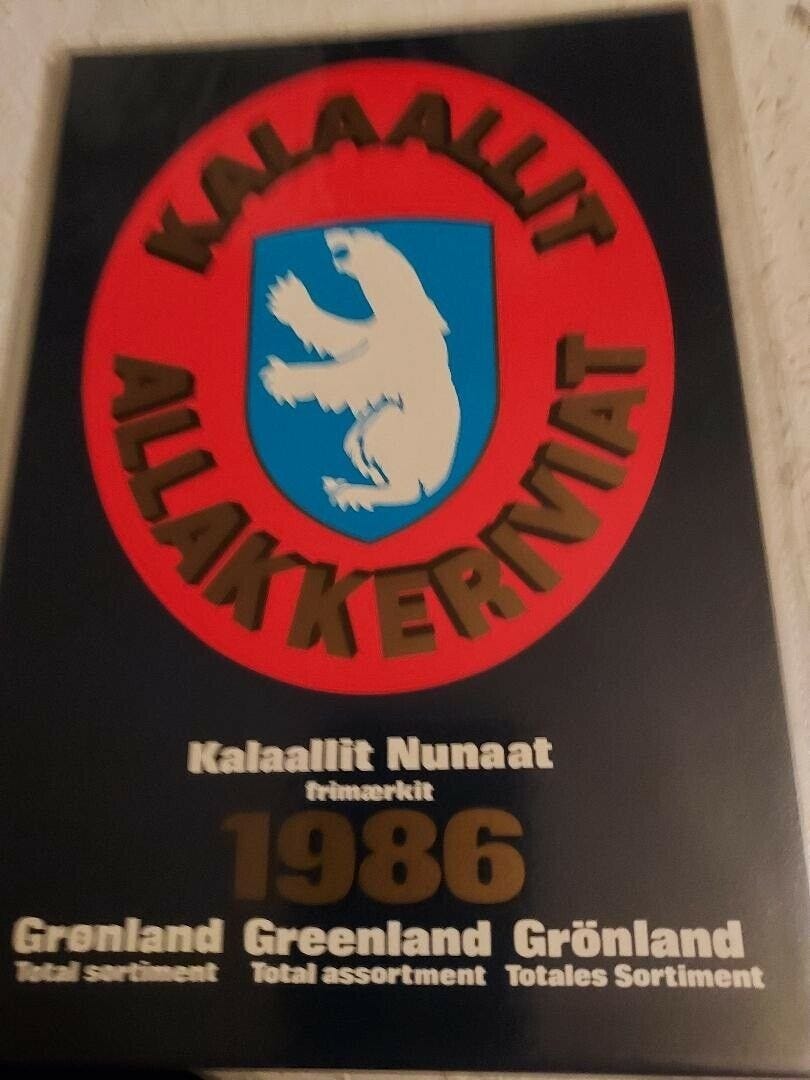 KALAALLIT
ALLAKKERIVIAT
Kalaallit Nunaat
frimærkit
1986
Grønland Greenland Grönland
Total sortiment Total assortment Totales Sortiment